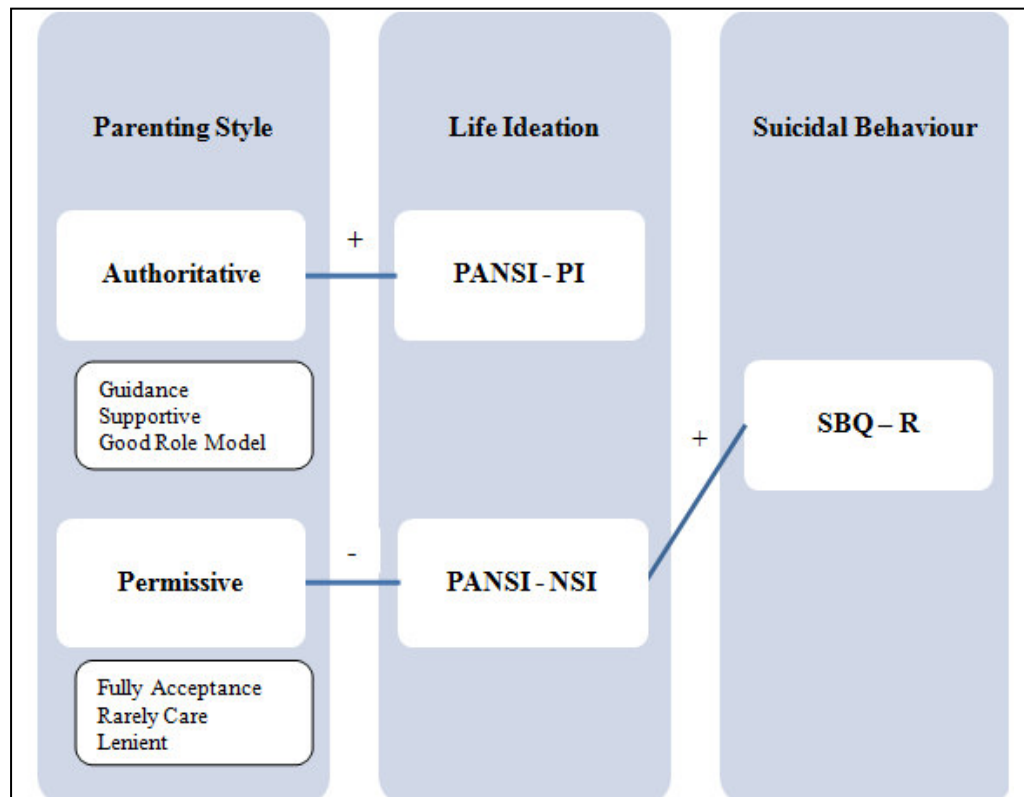 Parenting Style
Life Ideation
Suicidal Behaviour
+
Authoritative
PANSI - PI
Guidance
Supportive
Good Role Model
+
SBQ – R
-
Permissive
PANSI - NSI
Fully Acceptance
Rarely Care
Lenient